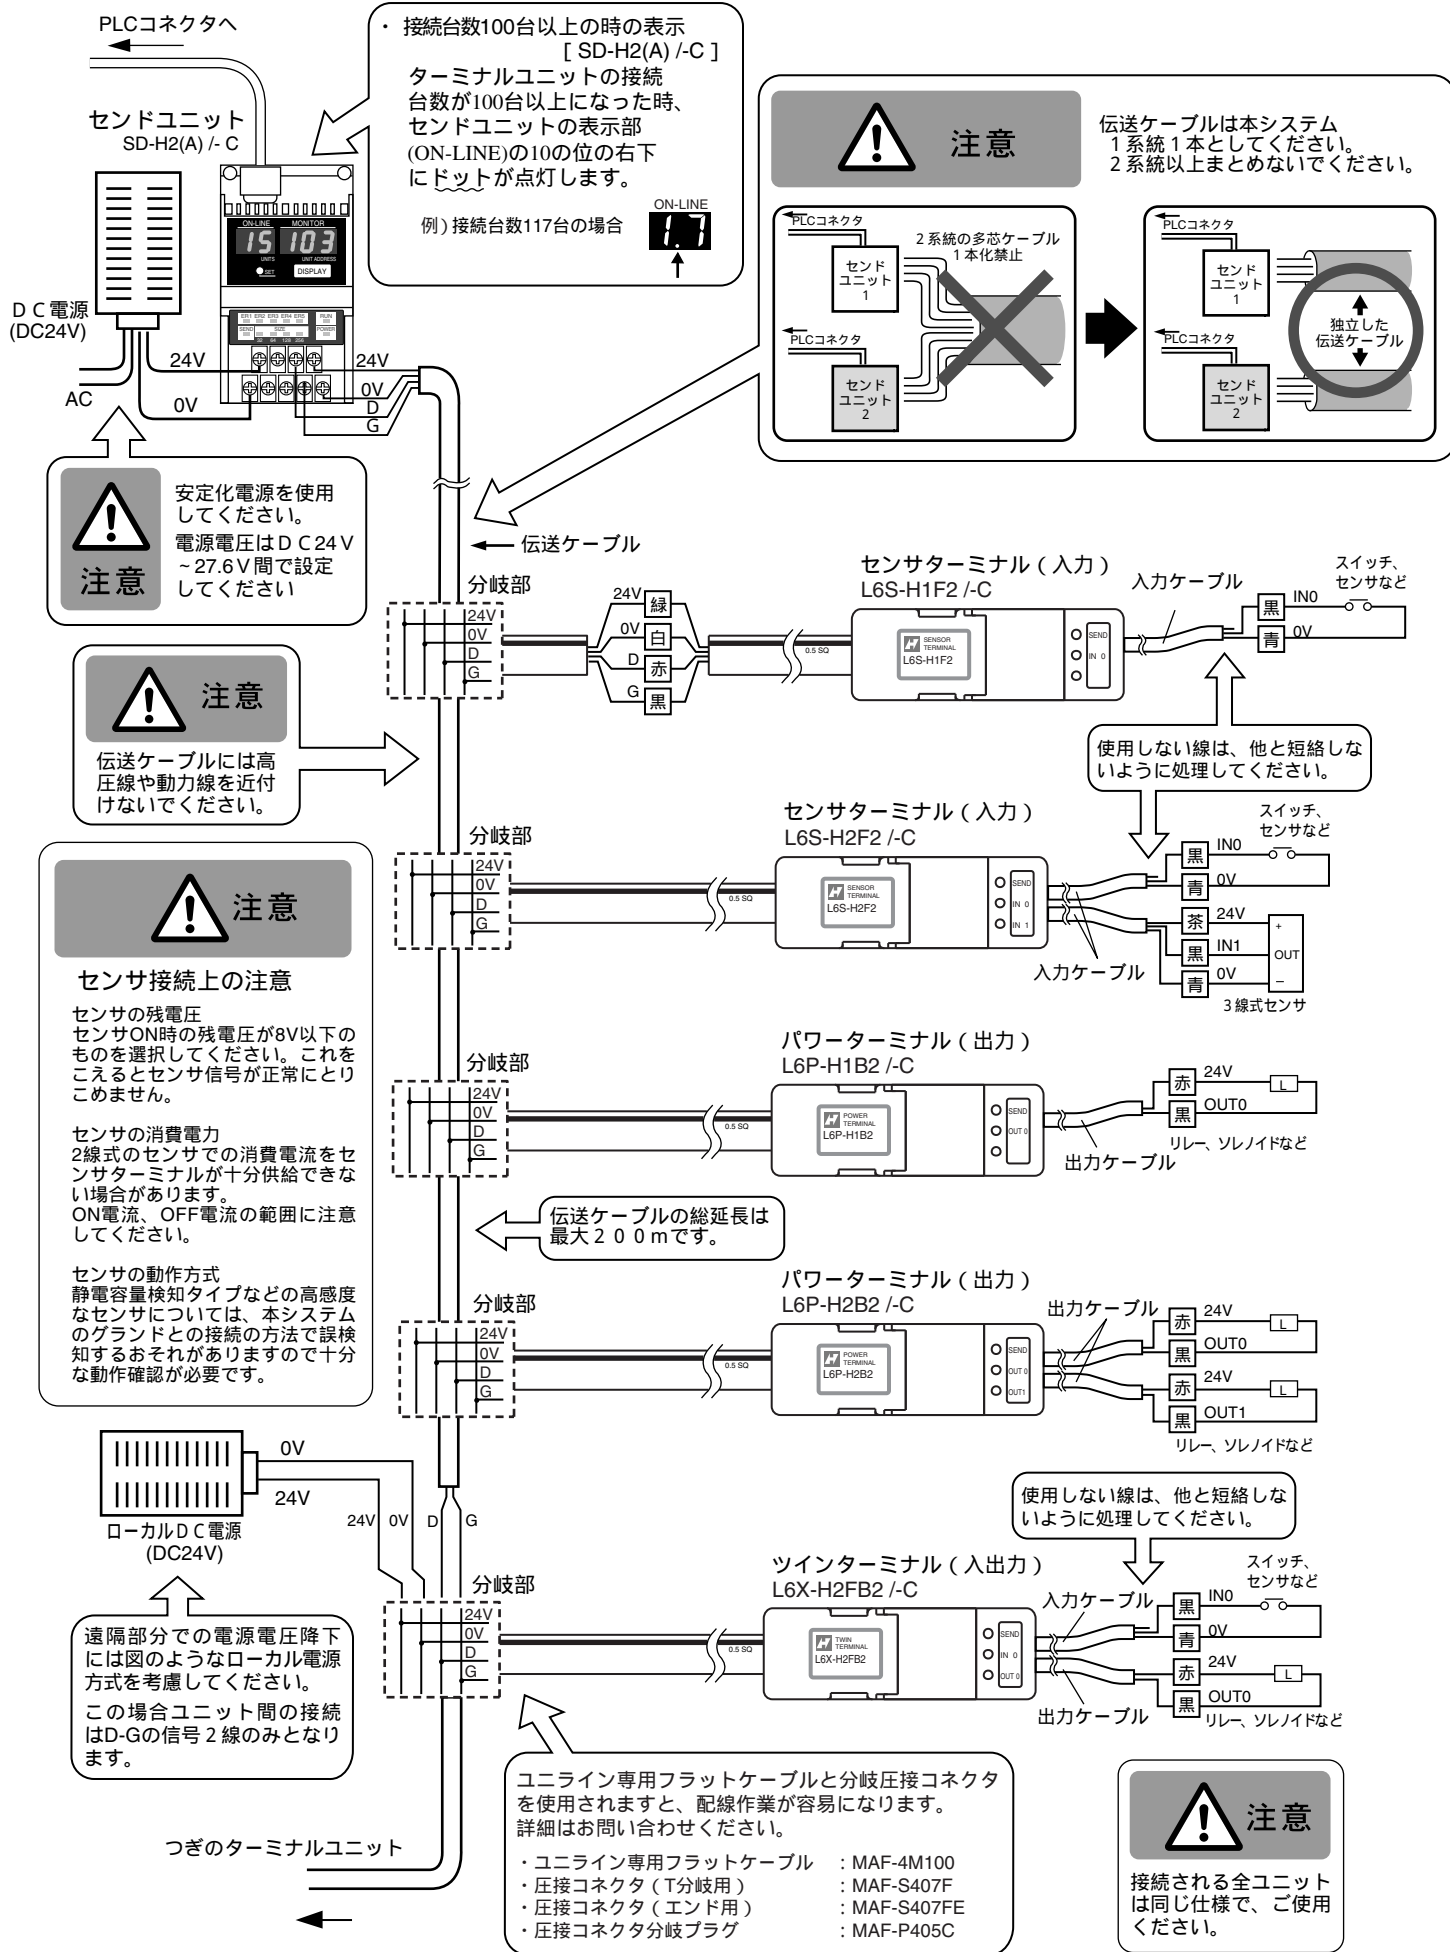 PLCコネクタへ
センドユニット
SD-H2(A) /- C
・ 接続台数100台以上の時の表示
[ SD-H2(A) /-C ]
ターミナルユニットの接続
台数が100台以上になった時、
センドユニットの表示部
(ON-LINE)の10の位の右下
にドットが点灯します。
例）接続台数117台の場合
ON-LINE
1.7
注意
伝送ケーブルは本システム
１系統１本としてください。
２系統以上まとめないでください。
PLCコネクタ
センド
ユニット
1
PLCコネクタ
センド
ユニット
2
２系統の多芯ケーブル
１本化禁止
PLCコネクタ
センド
ユニット
1
PLCコネクタ
センド
ユニット
2
独立した
伝送ケーブル
ON-LINE MONITOR
15 103
UNITS UNIT ADDRESS
SET DISPLAY
ER1 ER2 ER3 ER4 ER5 RUN
SEND SIZE POWER
32 64 128 256
ＤＣ電源
(DC24V)
AC
24V
0V
24V
0V
D
G
注意
安定化電源を使用
してください。
電源電圧はＤＣ24Ｖ
~27.6Ｖ間で設定
してください
伝送ケーブル
分岐部
24V
0V
D
G
24V 緑
0V 白
D 赤
G 黒
0.5 SQ
センサターミナル（入力）
L6S-H1F2 /-C
SENSOR
TERMINAL
L6S-H1F2
SEND
IN 0
入力ケーブル
黒 IN0
青 0V
スイッチ、
センサなど
注意
伝送ケーブルには高
圧線や動力線を近付
けないでください。
使用しない線は、他と短絡しな
いように処理してください。
分岐部
24V
0V
D
G
0.5 SQ
センサターミナル（入力）
L6S-H2F2 /-C
SENSOR
TERMINAL
L6S-H2F2
SEND
IN 0
IN 1
入力ケーブル
黒 IN0
青 0V
茶 24V
黒 IN1
青 0V
スイッチ、
センサなど
+
OUT
−
３線式センサ
注意
センサ接続上の注意
センサの残電圧
センサON時の残電圧が8V以下の
ものを選択してください。これを
こえるとセンサ信号が正常にとり
こめません。
センサの消費電力
2線式のセンサでの消費電流をセ
ンサターミナルが十分供給できな
い場合があります。
ON電流、OFF電流の範囲に注意
してください。
センサの動作方式
静電容量検知タイプなどの高感度
なセンサについては、本システム
のグランドとの接続の方法で誤検
知するおそれがありますので十分
な動作確認が必要です。
分岐部
24V
0V
D
G
0.5 SQ
パワーターミナル（出力）
L6P-H1B2 /-C
POWER
TERMINAL
L6P-H1B2
SEND
OUT 0
出力ケーブル
赤 24V
黒 OUT0
L
リレー、ソレノイドなど
伝送ケーブルの総延長は
最大２００ｍです。
分岐部
24V
0V
D
G
0.5 SQ
パワーターミナル（出力）
L6P-H2B2 /-C
POWER
TERMINAL
L6P-H2B2
SEND
OUT 0
OUT1
出力ケーブル
赤 24V
黒 OUT0
L
赤 24V
黒 OUT1
L
リレー、ソレノイドなど
0V
24V
ローカルＤＣ電源
(DC24V)
24V 0V D G
遠隔部分での電源電圧降下
には図のようなローカル電源
方式を考慮してください。
この場合ユニット間の接続
はD-Gの信号２線のみとなり
ます。
分岐部
24V
0V
D
G
0.5 SQ
ツインターミナル（入出力）
L6X-H2FB2 /-C
TWIN
TERMINAL
L6X-H2FB2
SEND
IN 0
OUT 0
使用しない線は、他と短絡しな
いように処理してください。
入力ケーブル
出力ケーブル
黒 IN0
青 0V
スイッチ、
センサなど
赤 24V
黒 OUT0
L
リレー、ソレノイドなど
ユニライン専用フラットケーブルと分岐圧接コネクタ
を使用されますと、配線作業が容易になります。
詳細はお問い合わせください。
・ユニライン専用フラットケーブル ：MAF-4M100
・圧接コネクタ（T分岐用） ：MAF-S407F
・圧接コネクタ（エンド用） ：MAF-S407FE
・圧接コネクタ分岐プラグ ：MAF-P405C
つぎのターミナルユニット
注意
接続される全ユニット
は同じ仕様で、ご使用
ください。